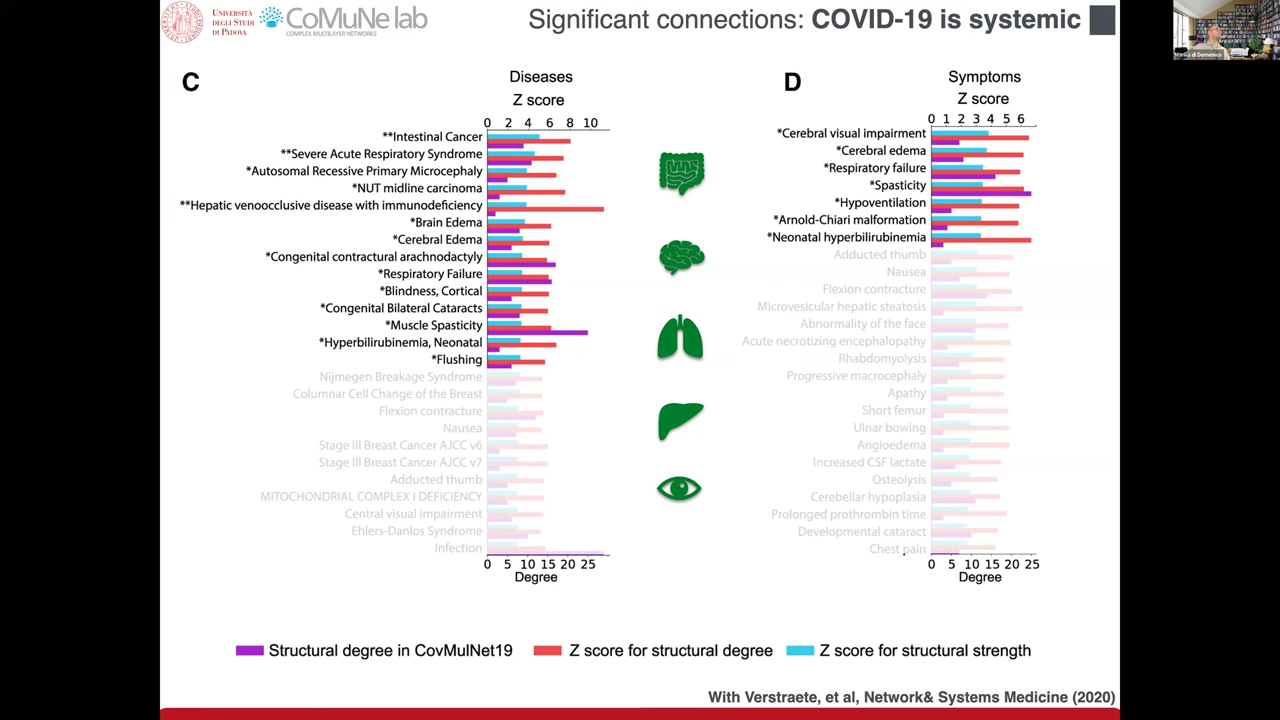 UNIVERSITÀ
DEGLI STUDI
DI PADOVA
CoMuNe lab
COMPLEX MULTILAYER NETWORKS
Significant connections: COVID-19 is systemic
Manlio di Domenico
C
Diseases
Z score
0 2 4 6 8 10
**Intestinal Cancer
**Severe Acute Respiratory Syndrome
*Autosomal Recessive Primary Microcephaly
*NUT midline carcinoma
**Hepatic venoocclusive disease with immunodeficiency
*Brain Edema
*Cerebral Edema
*Congenital contractural arachnodactyly
*Respiratory Failure
*Blindness, Cortical
*Congenital Bilateral Cataracts
*Muscle Spasticity
*Hyperbilirubinemia, Neonatal
*Flushing
Nijmegen Breakage Syndrome
Columnar Cell Change of the Breast
Flexion contracture
Nausea
Stage III Breast Cancer AJCC v6
Stage III Breast Cancer AJCC v7
Adducted thumb
MITOCHONDRIAL COMPLEX I DEFICIENCY
Central visual impairment
Ehlers-Danlos Syndrome
Infection
0 5 10 15 20 25
Degree
D
Symptoms
Z score
0 1 2 3 4 5 6
*Cerebral visual impairment
*Cerebral edema
*Respiratory failure
*Spasticity
*Hypoventilation
*Arnold-Chiari malformation
*Neonatal hyperbilirubinemia
Adducted thumb
Nausea
Flexion contracture
Microvesicular hepatic steatosis
Abnormality of the face
Acute necrotizing encephalopathy
Rhabdomyolysis
Progressive macrocephaly
Apathy
Short femur
Ulnar bowing
Angioedema
Increased CSF lactate
Osteolysis
Cerebellar hypoplasia
Prolonged prothrombin time
Developmental cataract
Chest pain
0 5 10 15 20 25
Degree
Structural degree in CovMulNet19
Z score for structural degree
Z score for structural strength
With Verstraete, et al, Network& Systems Medicine (2020)